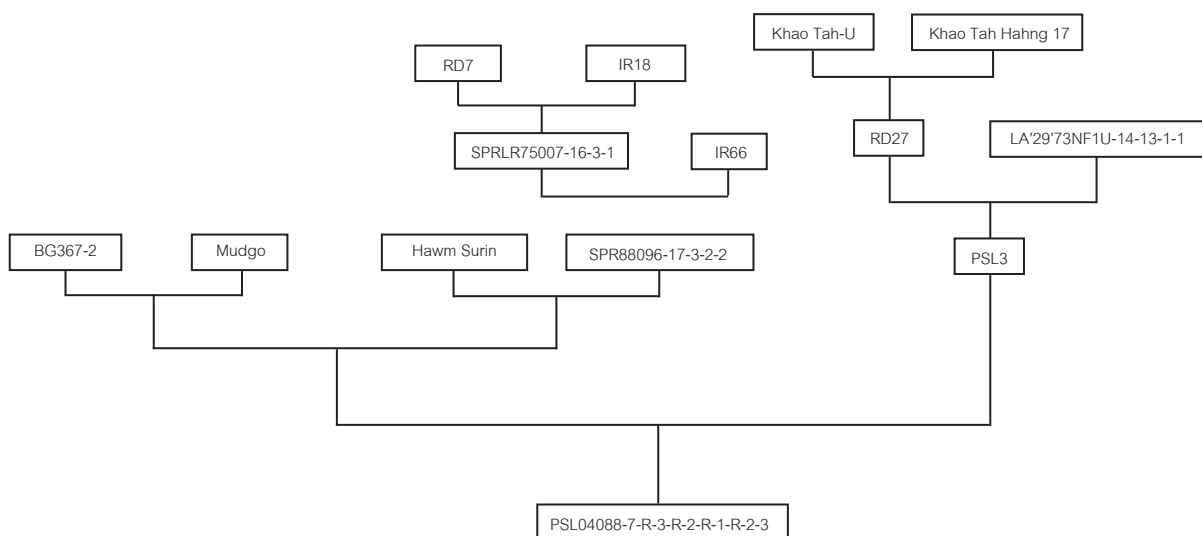 Khao Tah-U
Khao Tah Hahng 17
RD7
IR18
RD27
LA'29'73NF1U-14-13-1-1
SPRLR75007-16-3-1
IR66
BG367-2
Mudgo
Hawm Surin
SPR88096-17-3-2-2
PSL3
PSL04088-7-R-3-R-2-R-1-R-2-3